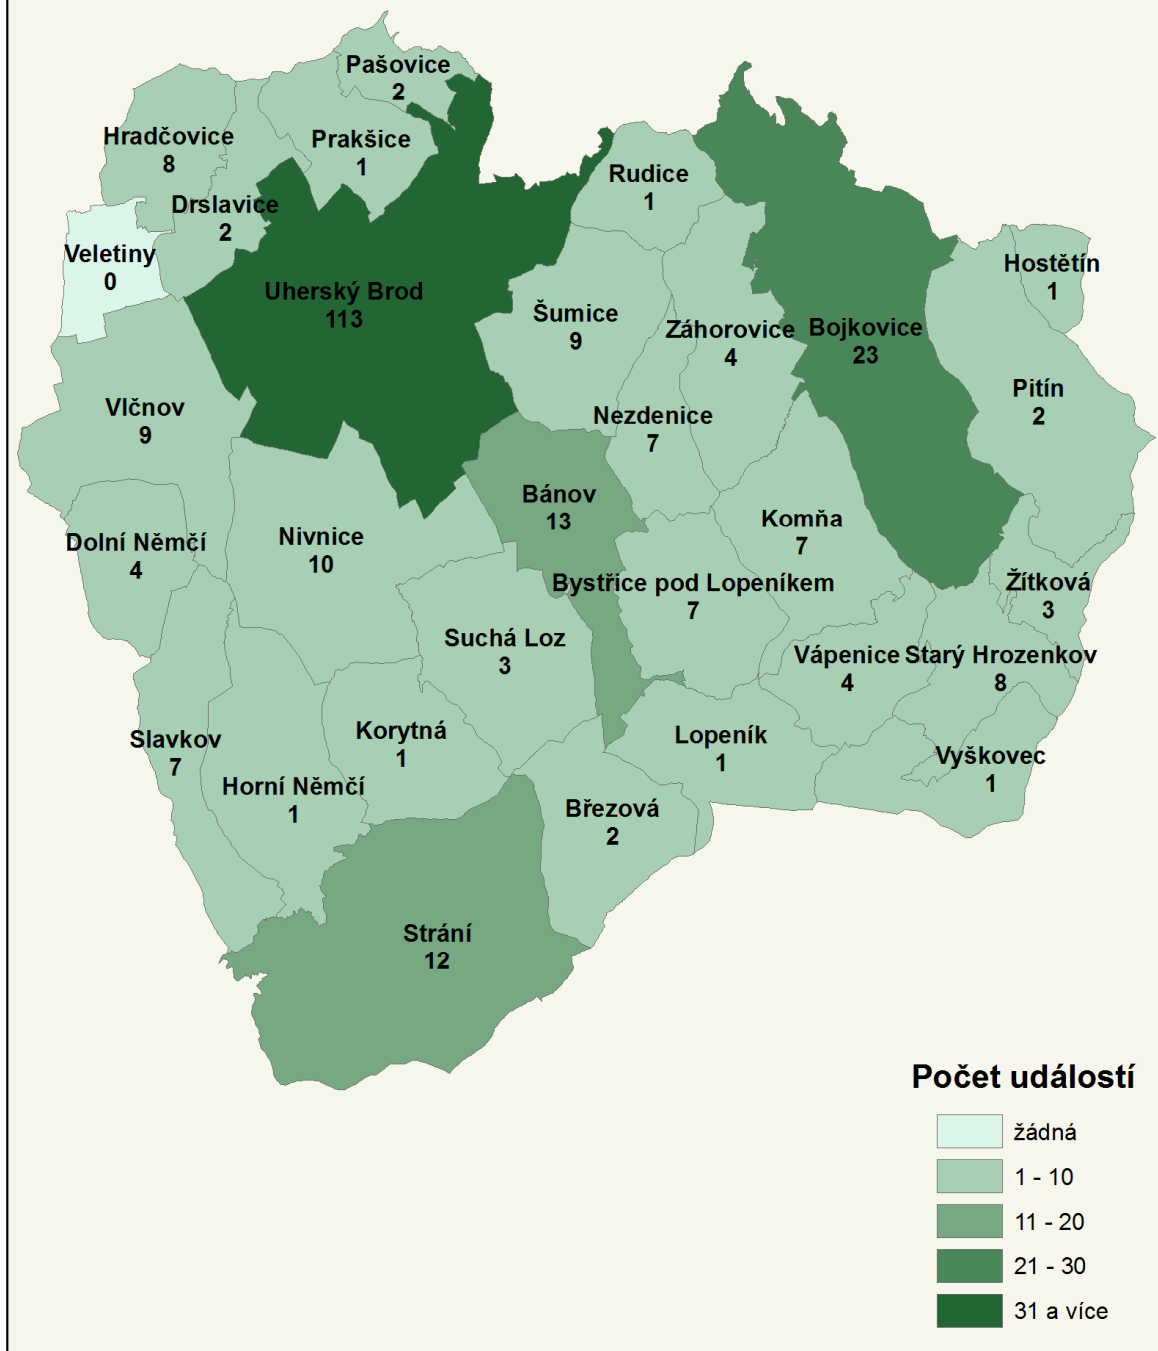 Pašovice
2
Hradčovice
8
Prakšice
1
Rudice
1
Drslavice
2
Veletiny
0
Hostětín
1
Uherský Brod
113
Šumice
9
Záhorovice
4
Bojkovice
23
Pitín
2
Vlčnov
9
Nezdenice
7
Bánov
13
Komňa
7
Nivnice
10
Dolní Němčí
4
Bystřice pod Lopeníkem
7
Žítková
3
Suchá Loz
3
Vápenice
4
Starý Hrozenkov
8
Korytná
1
Lopeník
1
Slavkov
7
Vyškovec
1
Horní Němčí
1
Březová
2
Strání
12
Počet událostí
žádná
1 - 10
11 - 20
21 - 30
31 a více